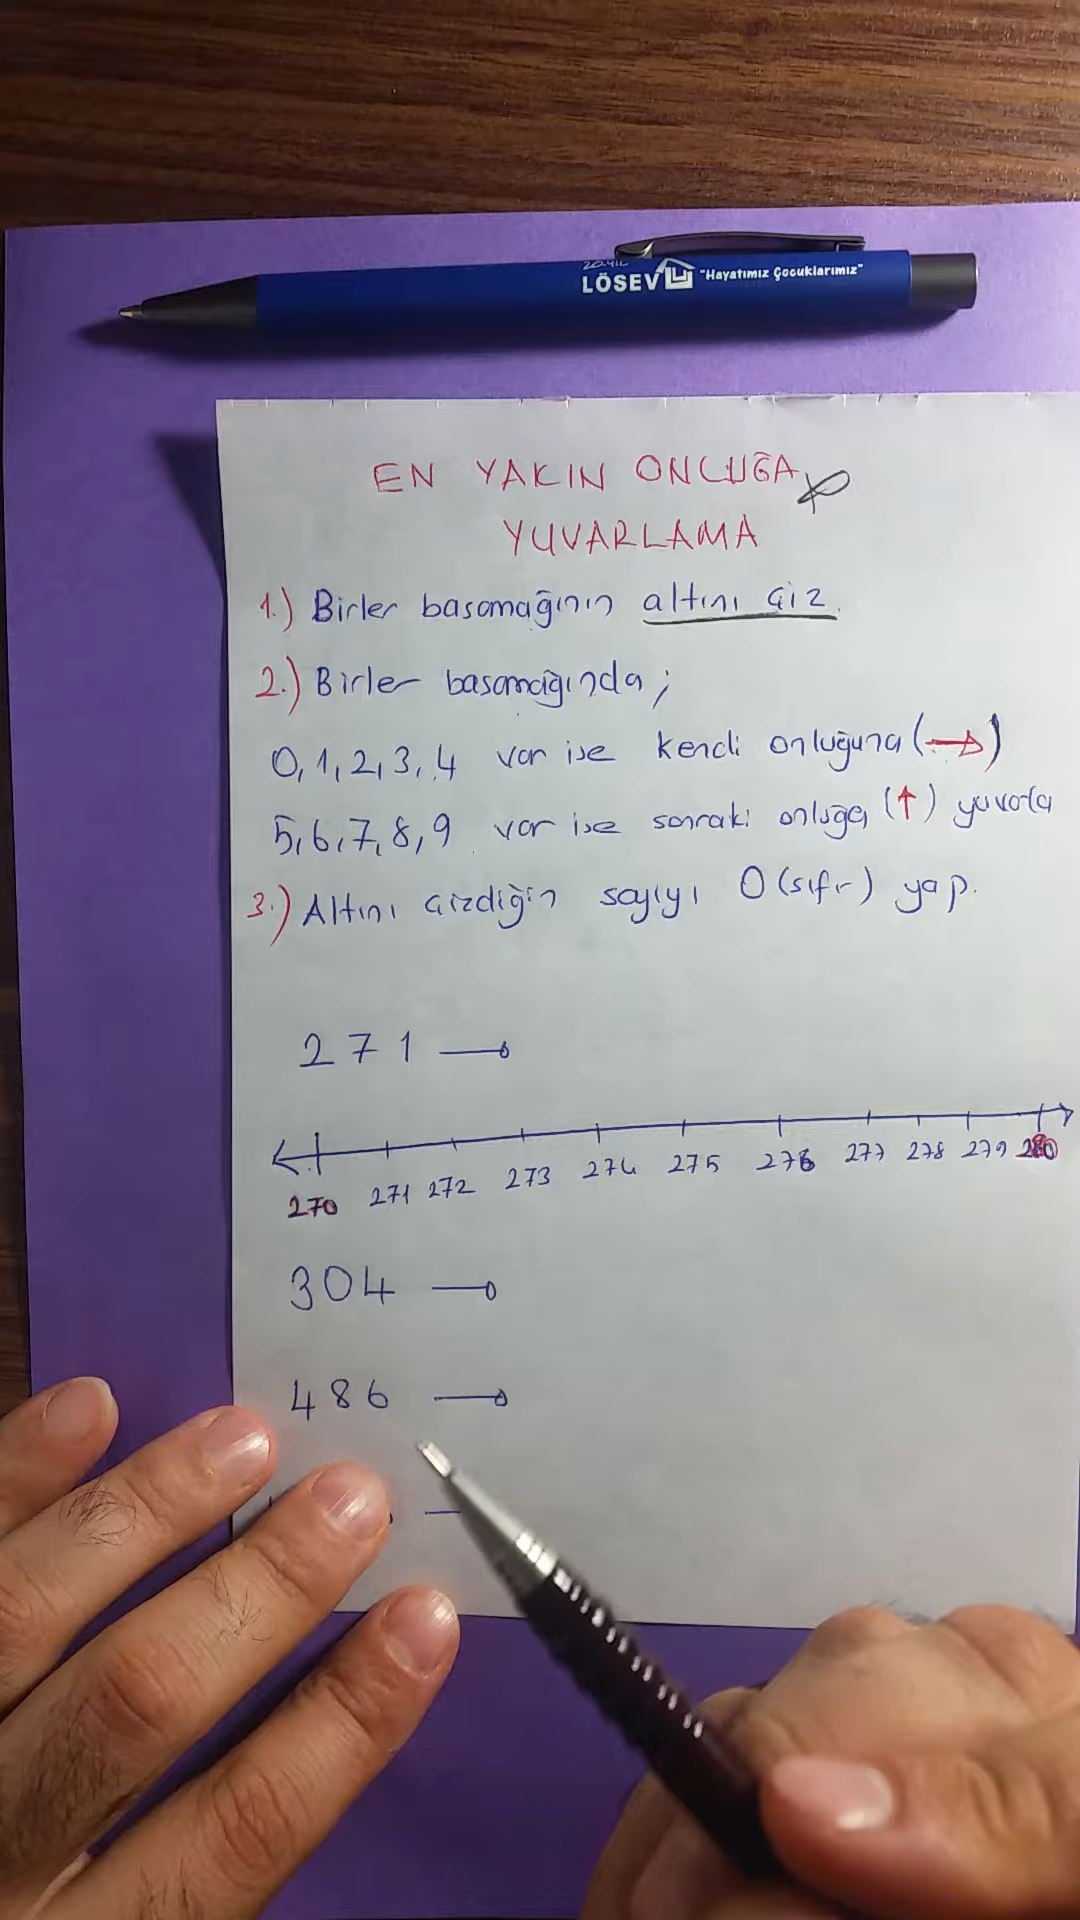 20.YIL
LÖSEV "Hayatımız Çocuklarımız"
EN YAKIN ONLUĞA
YUVARLAMA
1.) Birler basamağının altını çiz.
2.) Birler basamağında;
0,1,2,3,4 var ise kendi onluğuna (→)
5,6,7,8,9 var ise sonraki onluğa (↑) yuvarla
3.) Altını çizdiğin sayıyı 0 (sıfır) yap.
271 →
270 271 272 273 274 275 276 277 278 279 280
304 →
486 →